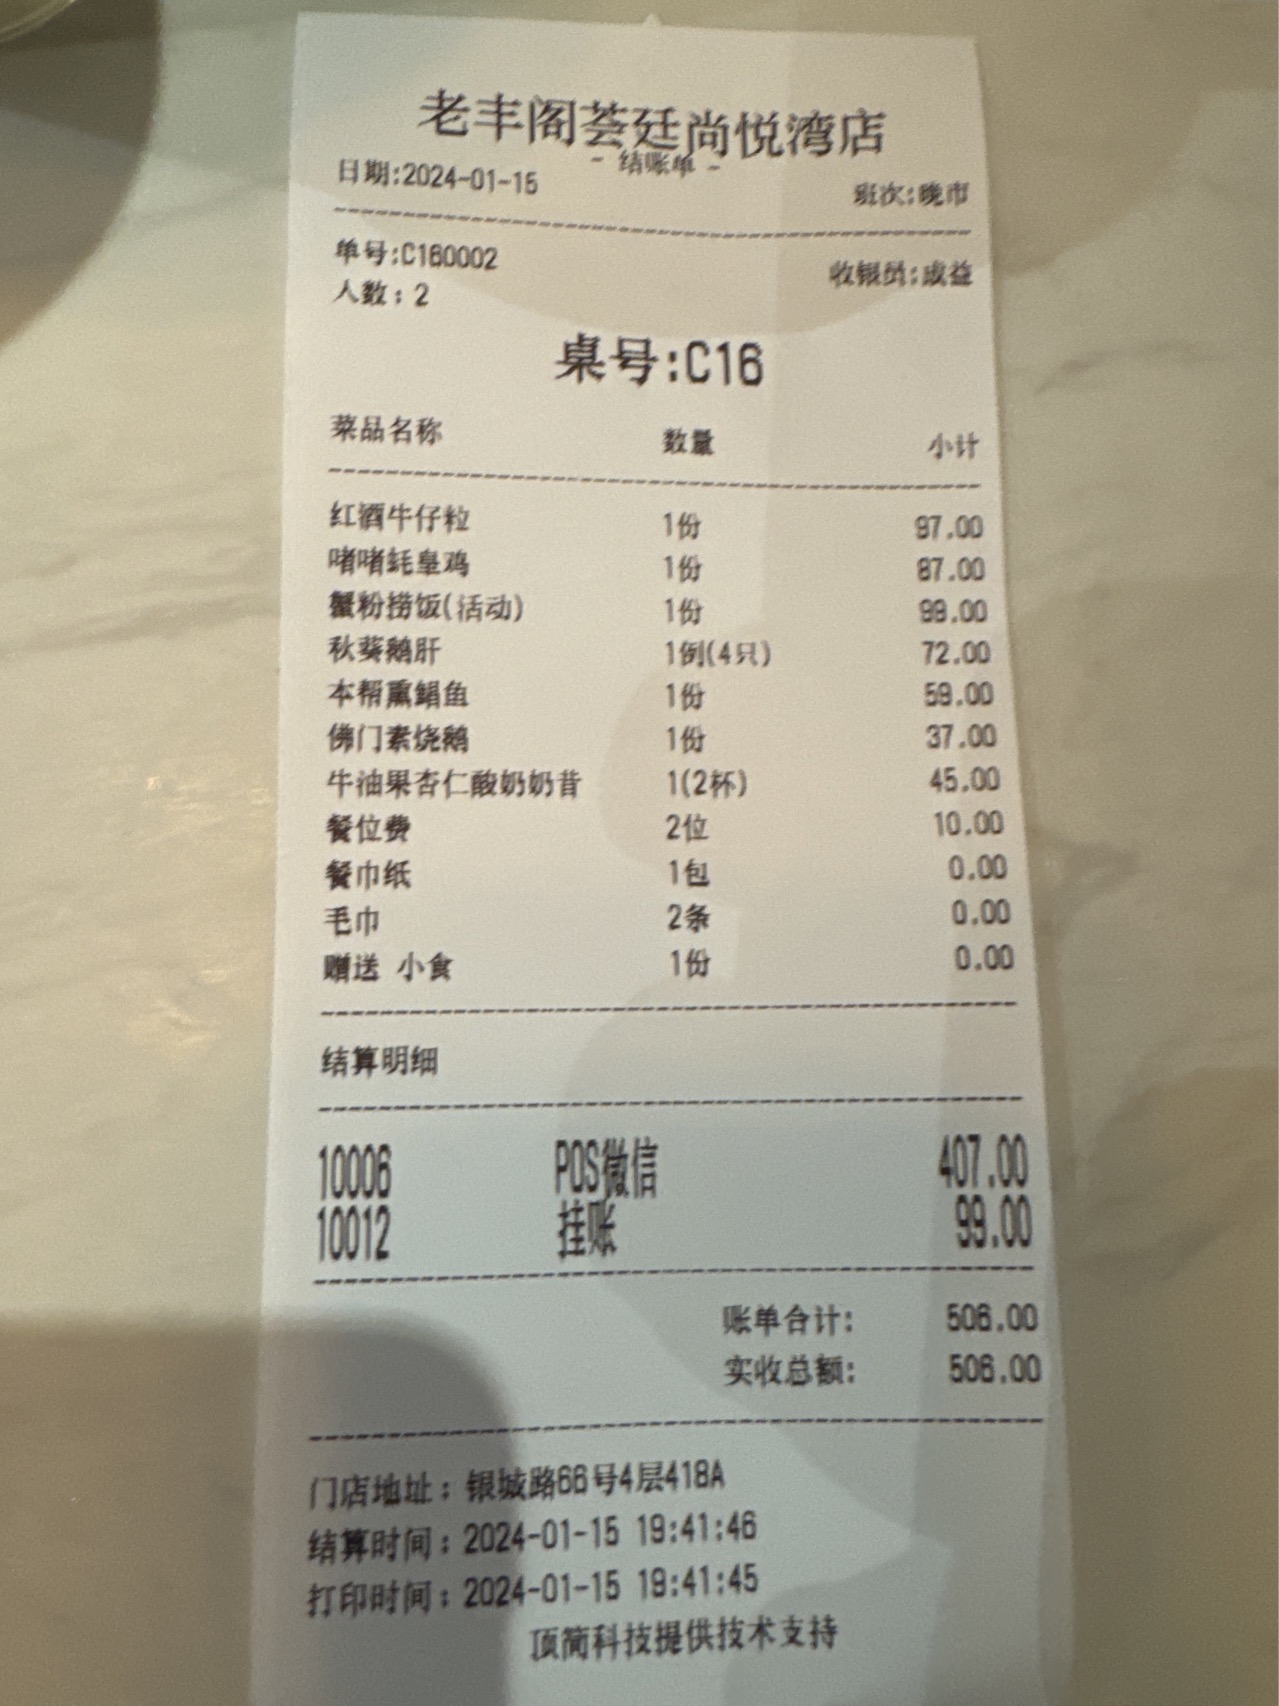 老丰阁荟廷尚悦湾店
- 结账单 -
日期:2024-01-15 班次:晚市
单号:C160002 收银员:成益
人数：2
桌号:C16
菜品名称 数量 小计
红酒牛仔粒 1份 97.00
啫啫蚝皇鸡 1份 87.00
蟹粉捞饭(活动) 1份 99.00
秋葵鹅肝 1例(4只) 72.00
本帮熏鲳鱼 1份 59.00
佛门素烧鹅 1份 37.00
牛油果杏仁酸奶奶昔 1(2杯) 45.00
餐位费 2位 10.00
餐巾纸 1包 0.00
毛巾 2条 0.00
赠送 小食 1份 0.00
结算明细
10006 POS微信 407.00
10012 挂账 99.00
账单合计: 506.00
实收总额: 506.00
门店地址：银城路66号4层418A
结算时间：2024-01-15 19:41:46
打印时间：2024-01-15 19:41:45
顶简科技提供技术支持